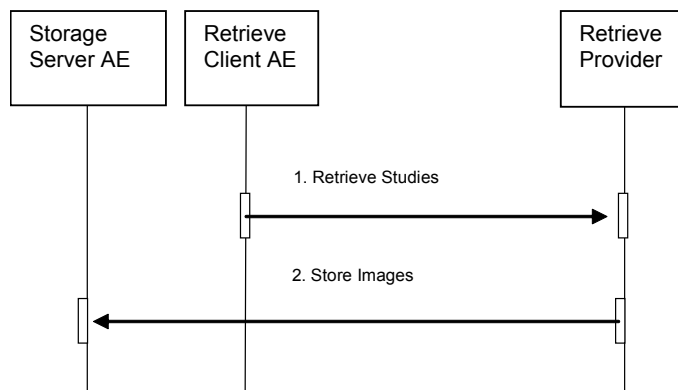 Storage
Server AE
Retrieve
Client AE
Retrieve
Provider
1. Retrieve Studies
2. Store Images